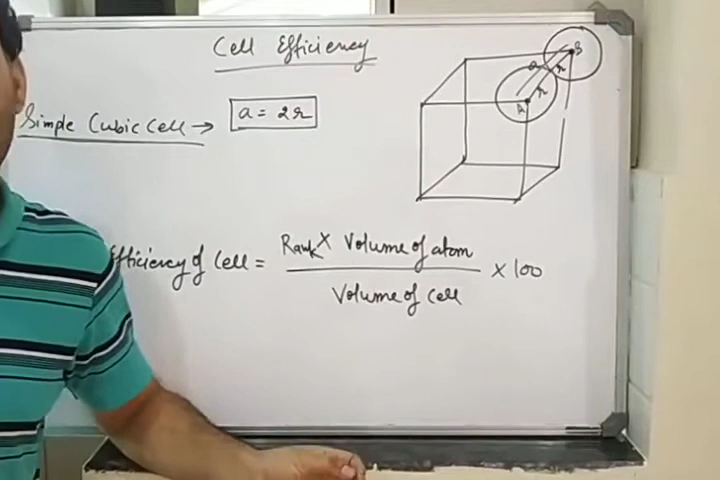 Cell Efficiency
Simple Cubic Cell → a = 2r
a
B
r
A
r
Efficiency of Cell = Rank × Volume of atom
Volume of Cell
× 100